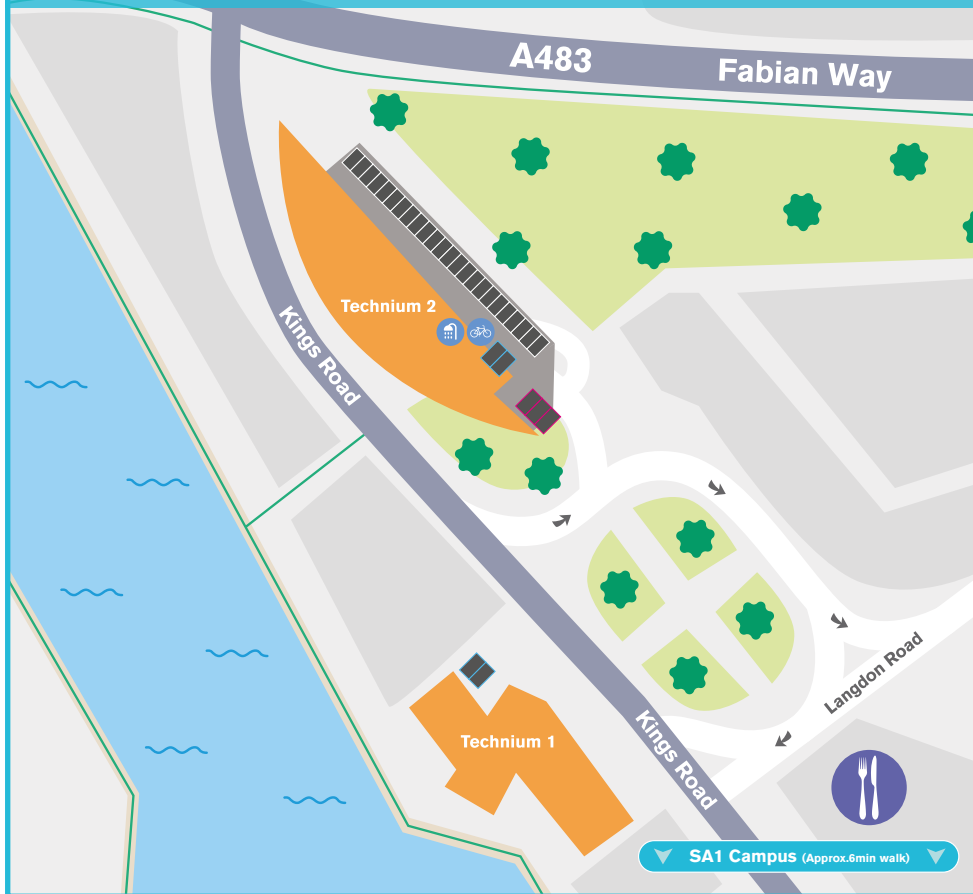 A483
Fabian Way
Technium 2
Kings Road
Langdon Road
Kings Road
Technium 1
SA1 Campus (Approx.6min walk)